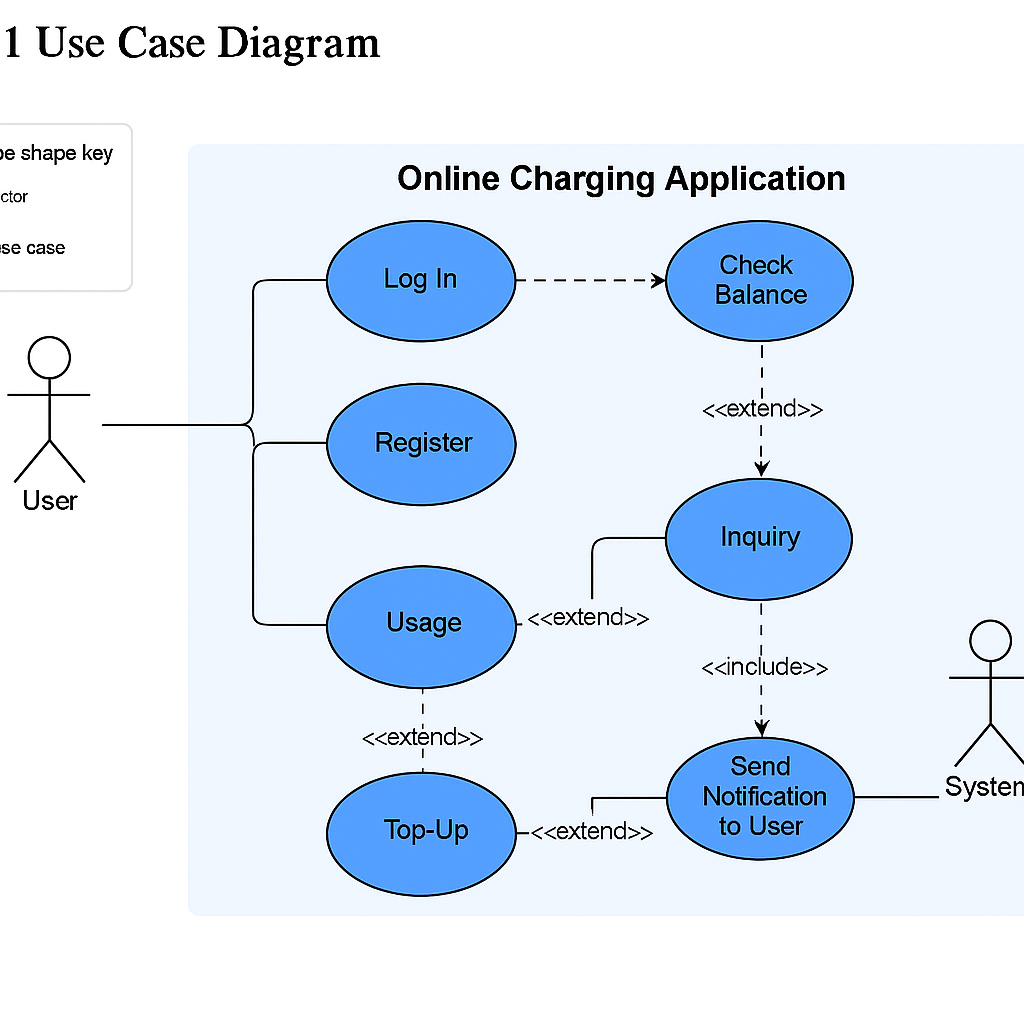 1 Use Case Diagram
pe shape key
ctor
se case
Online Charging Application
Log In
Check
Balance
<<extend>>
Register
User
Inquiry
Usage
<<extend>>
<<include>>
<<extend>>
Send
Notification
to User
System
Top-Up
<<extend>>